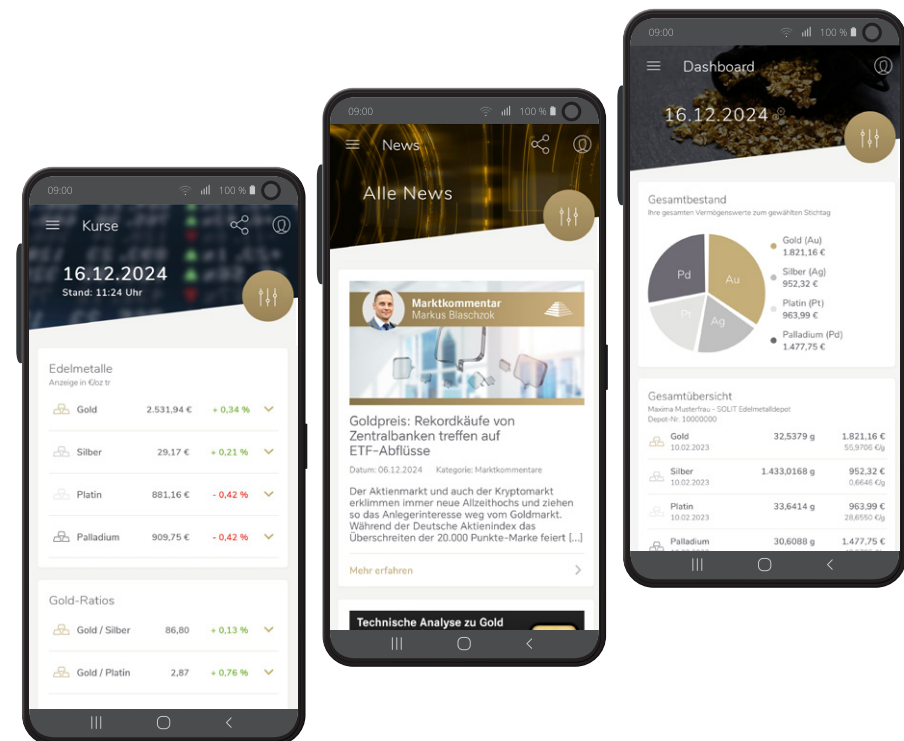 09:00
100 %
Kurse
16.12.2024
Stand: 11:24 Uhr
Edelmetalle
Anzeige in €/oz tr
Gold 2.531,94 € + 0,34 %
Silber 29,17 € + 0,21 %
Platin 881,16 € - 0,42 %
Palladium 909,75 € - 0,42 %
Gold-Ratios
Gold / Silber 86,80 + 0,13 %
Gold / Platin 2,87 + 0,76 %
09:00
100 %
News
Alle News
Marktkommentar
Markus Blaschzok
Goldpreis: Rekordkäufe von
Zentralbanken treffen auf
ETF-Abflüsse
Datum: 06.12.2024 Kategorie: Marktkommentare
Der Aktienmarkt und auch der Kryptomarkt
erklimmen immer neue Allzeithochs und ziehen
so das Anlegerinteresse weg vom Goldmarkt.
Während der Deutsche Aktienindex das
Überschreiten der 20.000 Punkte-Marke feiert [...]
Mehr erfahren
Technische Analyse zu Gold
09:00
100 %
Dashboard
16.12.2024
Gesamtbestand
Ihre gesamten Vermögenswerte zum gewählten Stichtag
Pd
Au
Pt
Ag
Gold (Au)
1.821,16 €
Silber (Ag)
952,32 €
Platin (Pt)
963,99 €
Palladium (Pd)
1.477,75 €
Gesamtübersicht
Maxima Musterfrau - SOLIT Edelmetalldepot
Depot-Nr. 10000000
Gold 32,5379 g 1.821,16 €
10.02.2023 55,9706 €/g
Silber 1.433,0168 g 952,32 €
10.02.2023 0,6646 €/g
Platin 33,6414 g 963,99 €
10.02.2023 28,6550 €/g
Palladium 30,6088 g 1.477,75 €